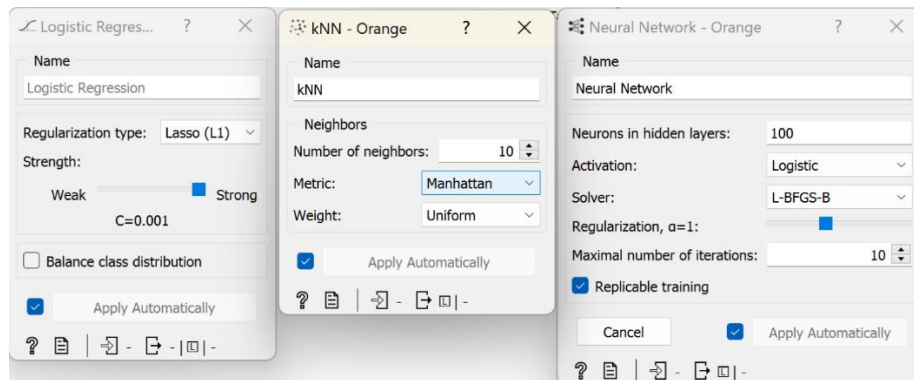 Logistic Regres... ? ×
Name
Logistic Regression
Regularization type: Lasso (L1)
Strength:
Weak Strong
C=0.001
Balance class distribution
Apply Automatically
? - - | -
kNN - Orange ? ×
Name
kNN
Neighbors
Number of neighbors: 10
Metric: Manhattan
Weight: Uniform
Apply Automatically
? - | -
Neural Network - Orange ? ×
Name
Neural Network
Neurons in hidden layers: 100
Activation: Logistic
Solver: L-BFGS-B
Regularization, α=1:
Maximal number of iterations: 10
Replicable training
Cancel Apply Automatically
? - | -